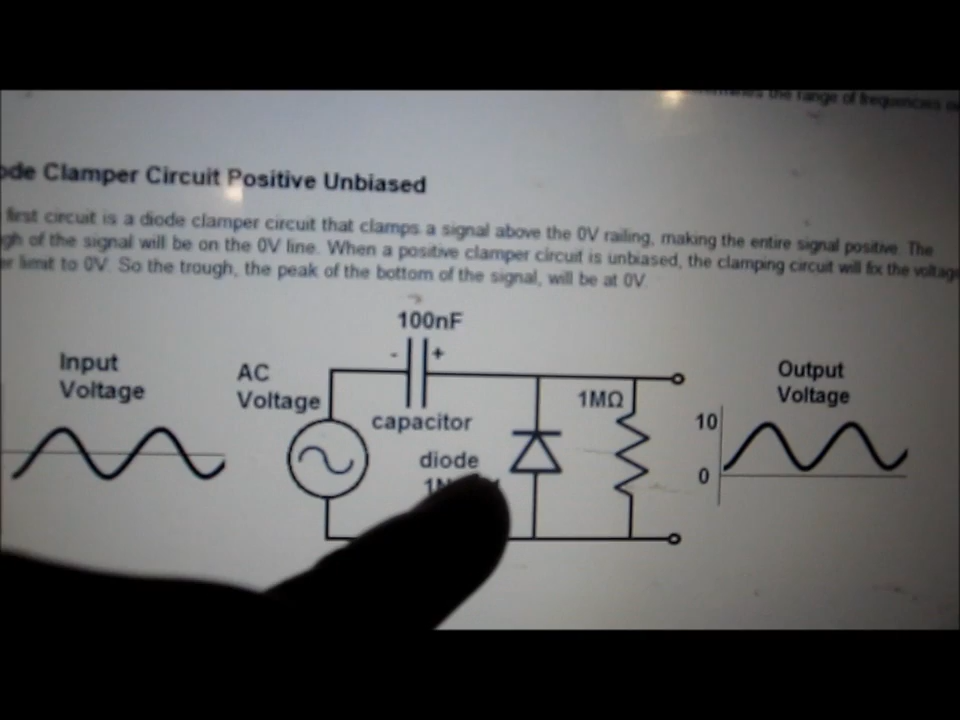 the range of frequencies
ode Clamper Circuit Positive Unbiased
first circuit is a diode clamper circuit that clamps a signal above the 0V railing, making the entire signal positive. The
gh of the signal will be on the 0V line. When a positive clamper circuit is unbiased, the clamping circuit will fix the voltage
er limit to 0V. So the trough, the peak of the bottom of the signal, will be at 0V.
100nF
- +
Input
Voltage
AC
Voltage
capacitor
diode
1N
1MΩ
Output
Voltage
10
0